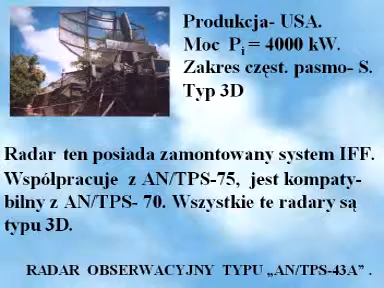 Produkcja- USA.
Moc Pi = 4000 kW.
Zakres częst. pasmo- S.
Typ 3D
Radar ten posiada zamontowany system IFF.
Współpracuje z AN/TPS-75, jest kompaty-
bilny z AN/TPS- 70. Wszystkie te radary są
typu 3D.
RADAR OBSERWACYJNY TYPU „AN/TPS-43A” .